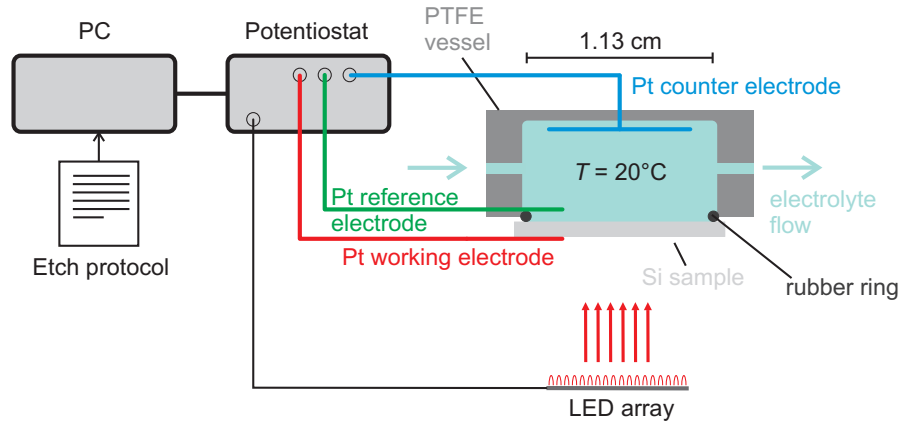 PC
Potentiostat
PTFE
vessel
1.13 cm
Pt counter electrode
T = 20°C
Pt reference
electrode
electrolyte
flow
Etch protocol
Pt working electrode
Si sample
rubber ring
LED array